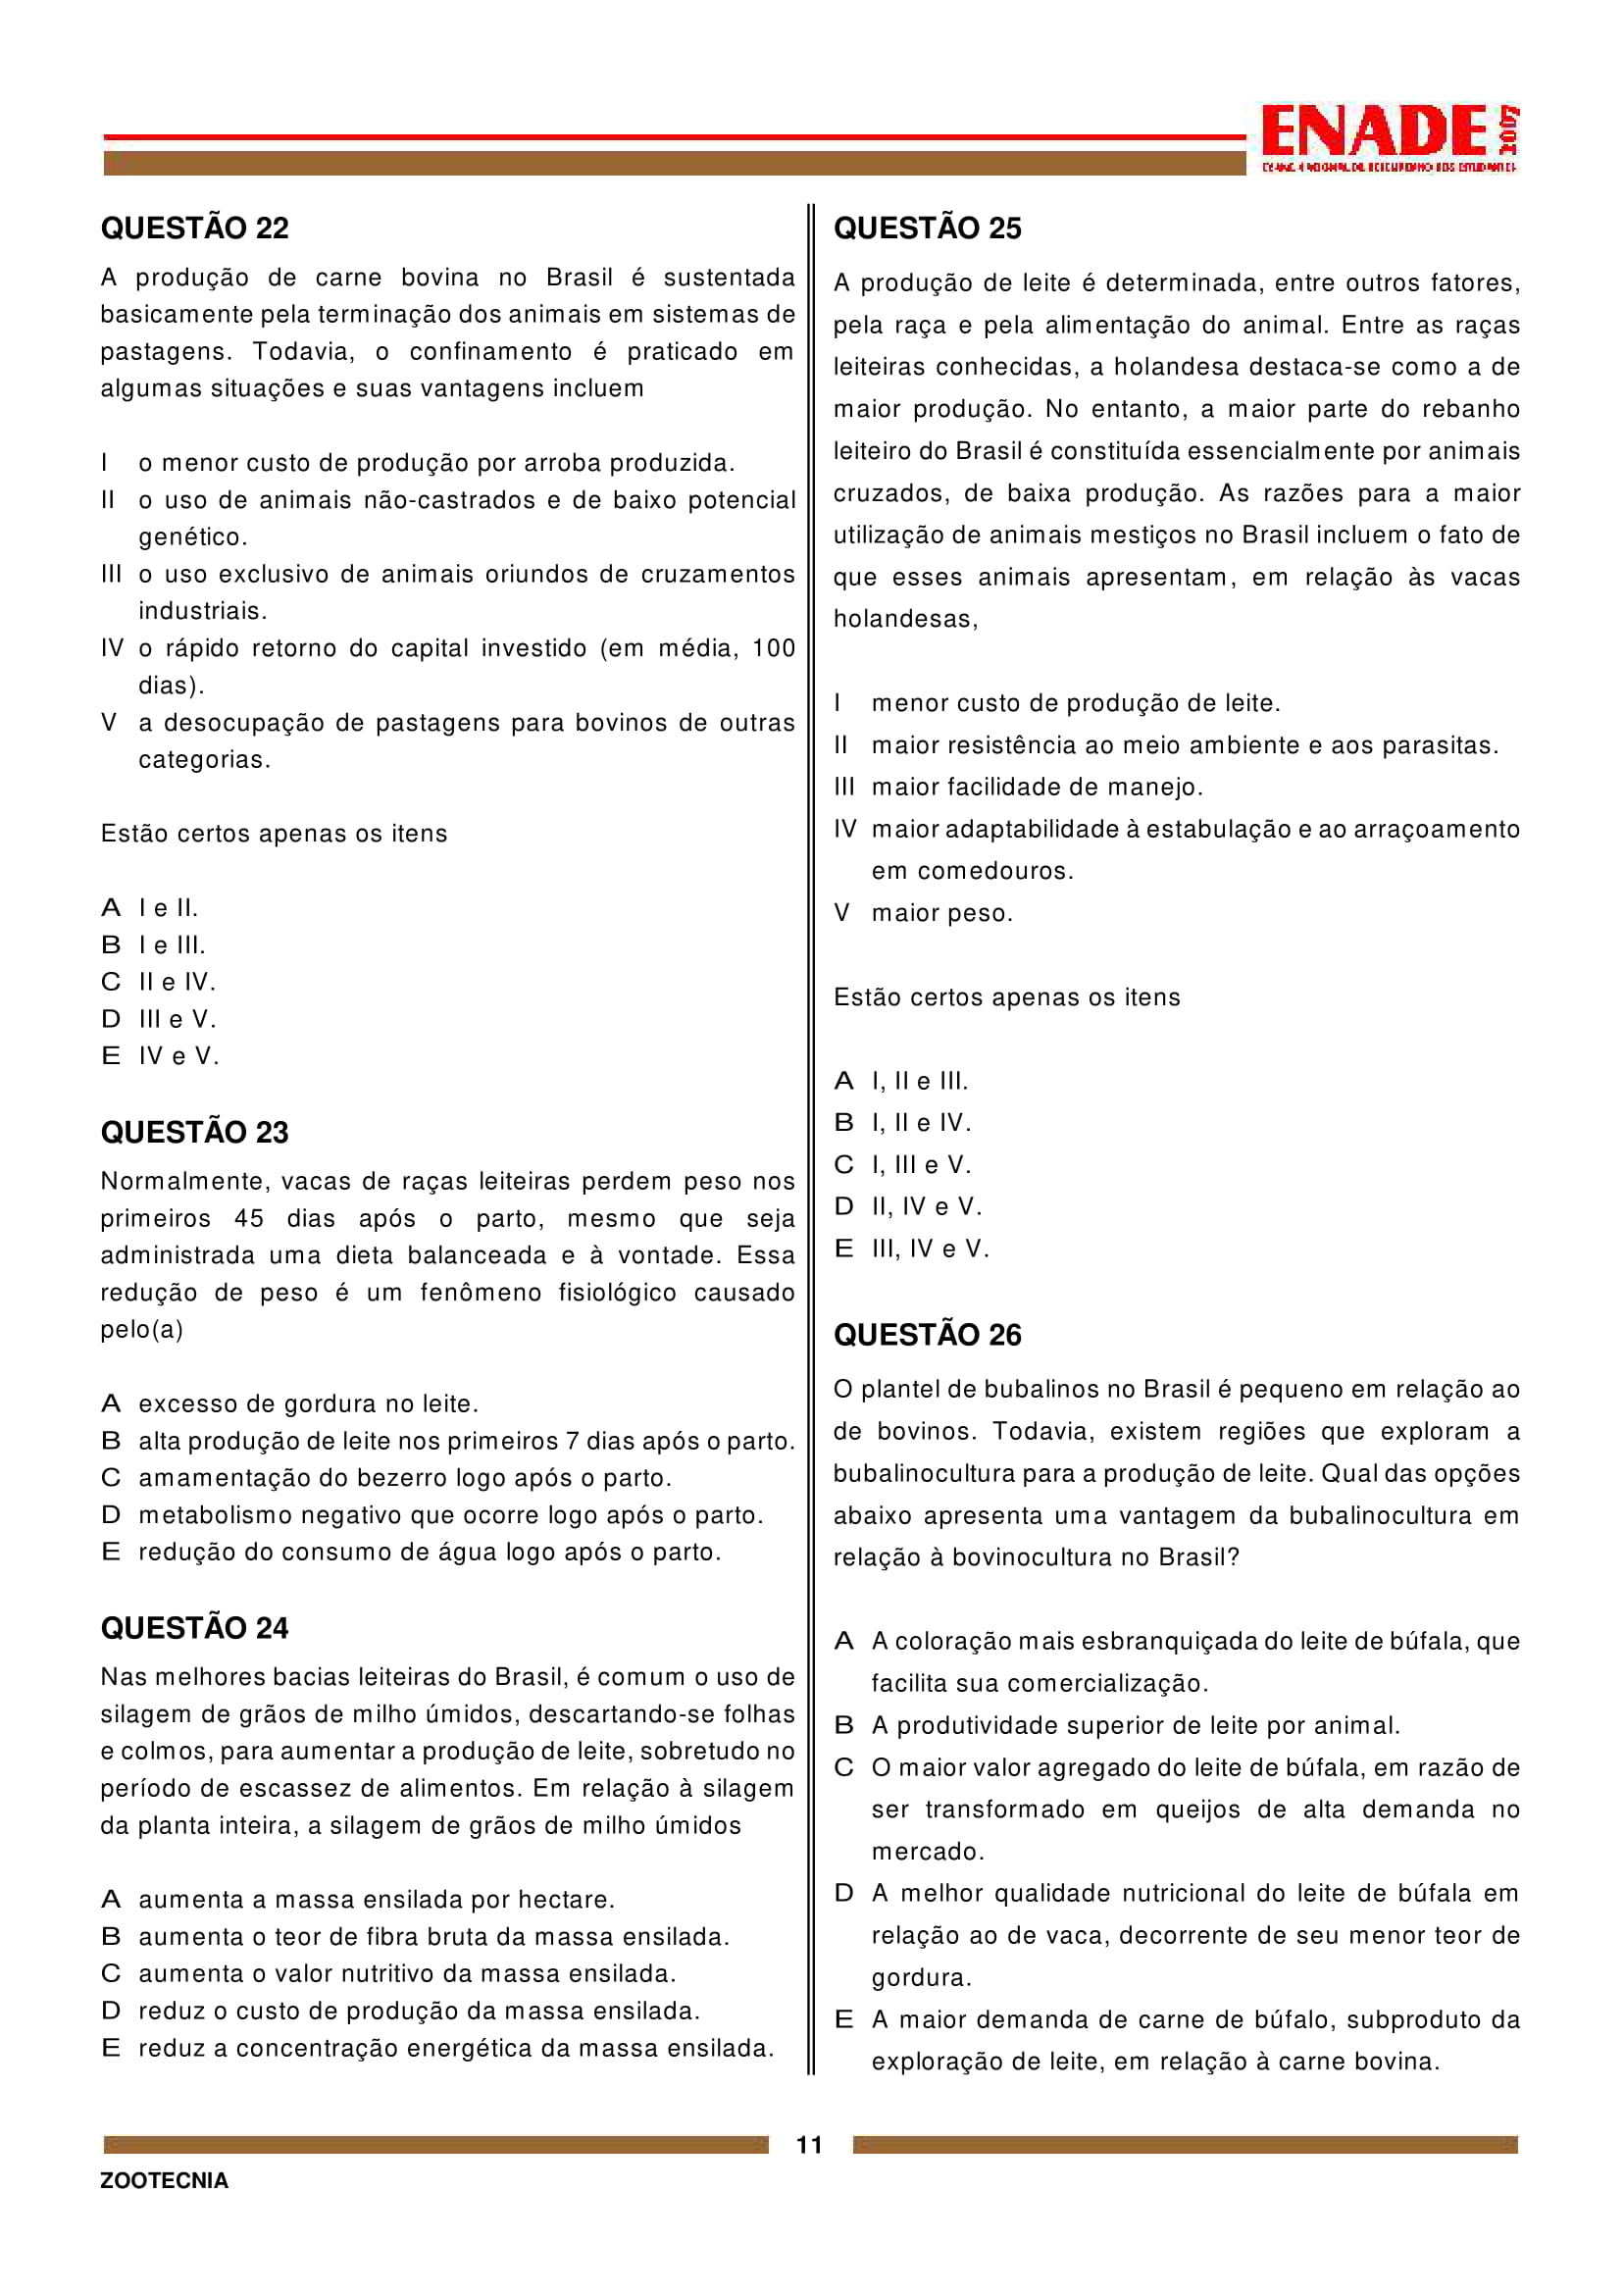 ENADE 2007
QUESTÃO 22
A produção de carne bovina no Brasil é sustentada
basicamente pela terminação dos animais em sistemas de
pastagens. Todavia, o confinamento é praticado em
algumas situações e suas vantagens incluem
I o menor custo de produção por arroba produzida.
II o uso de animais não-castrados e de baixo potencial
genético.
III o uso exclusivo de animais oriundos de cruzamentos
industriais.
IV o rápido retorno do capital investido (em média, 100
dias).
V a desocupação de pastagens para bovinos de outras
categorias.
Estão certos apenas os itens
A I e II.
B I e III.
C II e IV.
D III e V.
E IV e V.
QUESTÃO 23
Normalmente, vacas de raças leiteiras perdem peso nos
primeiros 45 dias após o parto, mesmo que seja
administrada uma dieta balanceada e à vontade. Essa
redução de peso é um fenômeno fisiológico causado
pelo(a)
A excesso de gordura no leite.
B alta produção de leite nos primeiros 7 dias após o parto.
C amamentação do bezerro logo após o parto.
D metabolismo negativo que ocorre logo após o parto.
E redução do consumo de água logo após o parto.
QUESTÃO 24
Nas melhores bacias leiteiras do Brasil, é comum o uso de
silagem de grãos de milho úmidos, descartando-se folhas
e colmos, para aumentar a produção de leite, sobretudo no
período de escassez de alimentos. Em relação à silagem
da planta inteira, a silagem de grãos de milho úmidos
A aumenta a massa ensilada por hectare.
B aumenta o teor de fibra bruta da massa ensilada.
C aumenta o valor nutritivo da massa ensilada.
D reduz o custo de produção da massa ensilada.
E reduz a concentração energética da massa ensilada.
QUESTÃO 25
A produção de leite é determinada, entre outros fatores,
pela raça e pela alimentação do animal. Entre as raças
leiteiras conhecidas, a holandesa destaca-se como a de
maior produção. No entanto, a maior parte do rebanho
leiteiro do Brasil é constituída essencialmente por animais
cruzados, de baixa produção. As razões para a maior
utilização de animais mestiços no Brasil incluem o fato de
que esses animais apresentam, em relação às vacas
holandesas,
I menor custo de produção de leite.
II maior resistência ao meio ambiente e aos parasitas.
III maior facilidade de manejo.
IV maior adaptabilidade à estabulação e ao arraçoamento
em comedouros.
V maior peso.
Estão certos apenas os itens
A I, II e III.
B I, II e IV.
C I, III e V.
D II, IV e V.
E III, IV e V.
QUESTÃO 26
O plantel de bubalinos no Brasil é pequeno em relação ao
de bovinos. Todavia, existem regiões que exploram a
bubalinocultura para a produção de leite. Qual das opções
abaixo apresenta uma vantagem da bubalinocultura em
relação à bovinocultura no Brasil?
A A coloração mais esbranquiçada do leite de búfala, que
facilita sua comercialização.
B A produtividade superior de leite por animal.
C O maior valor agregado do leite de búfala, em razão de
ser transformado em queijos de alta demanda no
mercado.
D A melhor qualidade nutricional do leite de búfala em
relação ao de vaca, decorrente de seu menor teor de
gordura.
E A maior demanda de carne de búfalo, subproduto da
exploração de leite, em relação à carne bovina.
11
ZOOTECNIA